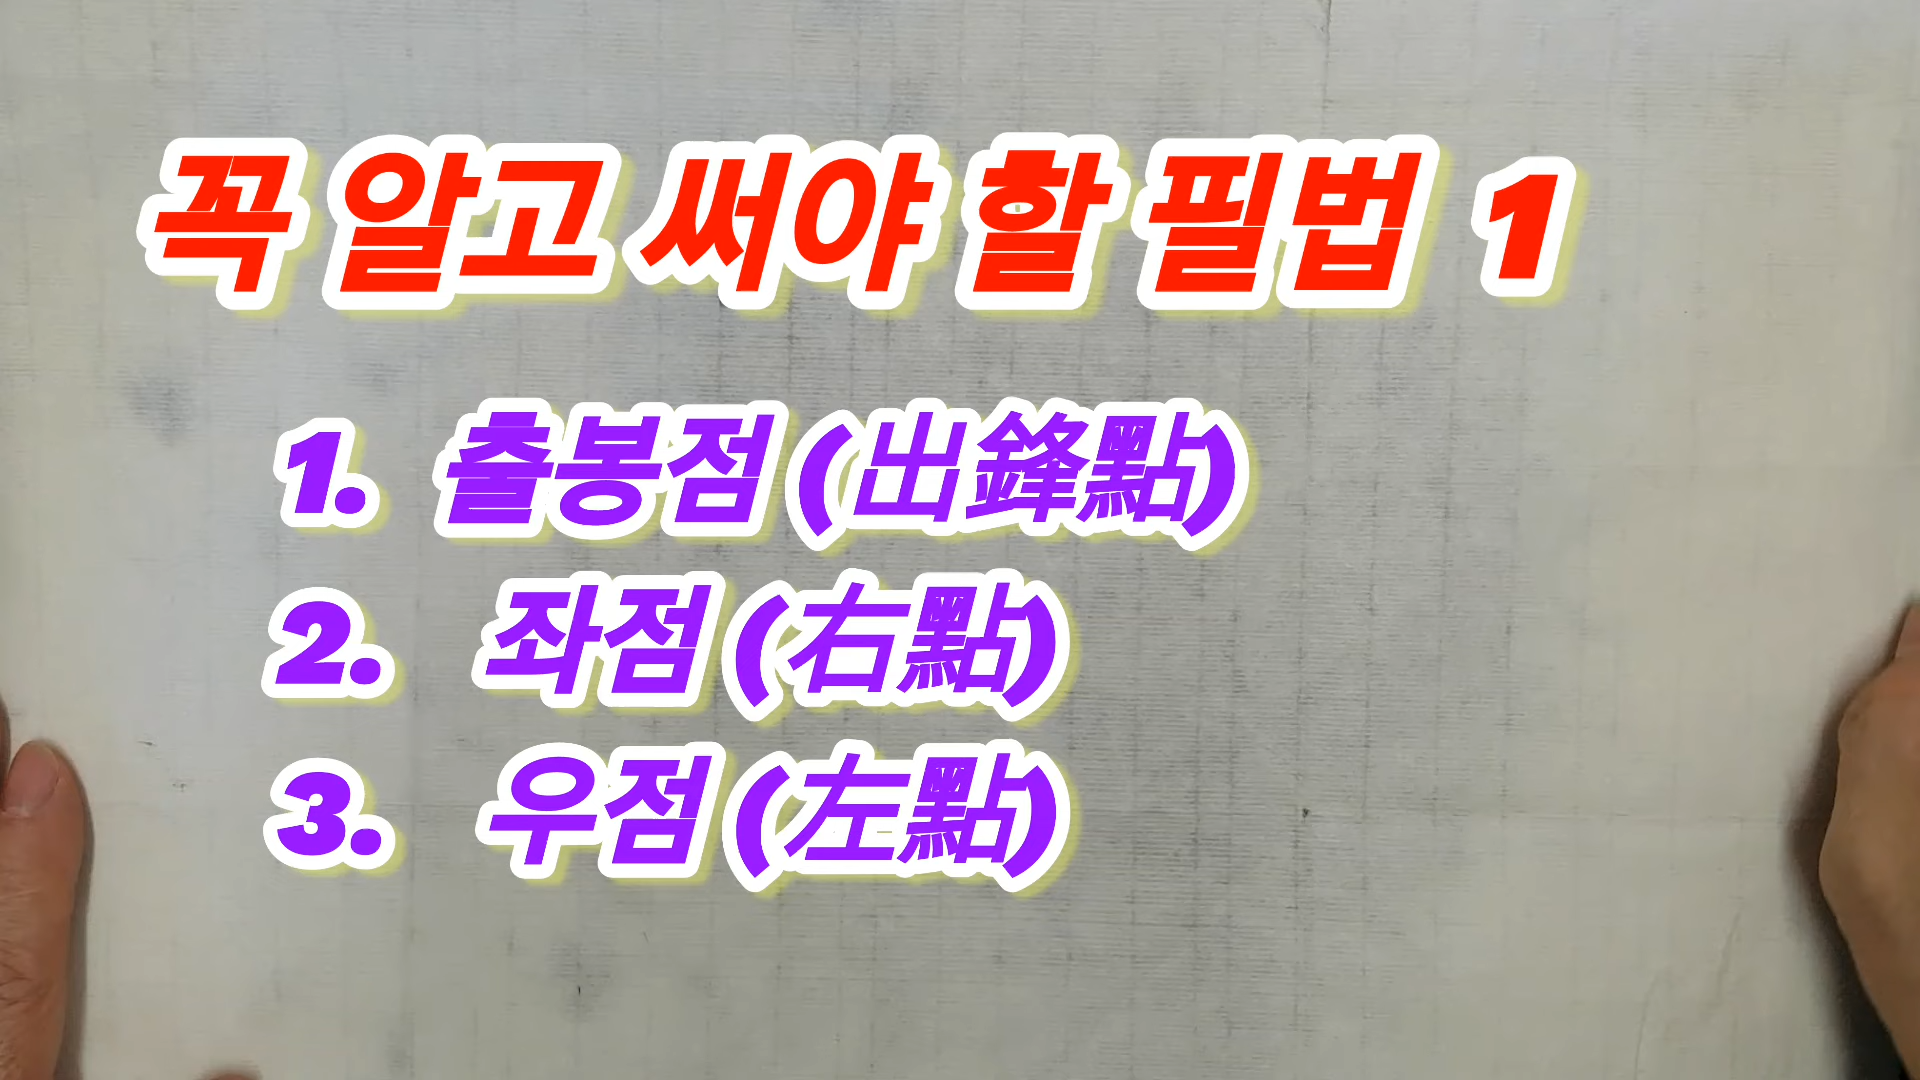 꼭 알고 써야 할 필법 1
1. 출봉점 (出鋒點)
2. 좌점 (右點)
3. 우점 (左點)